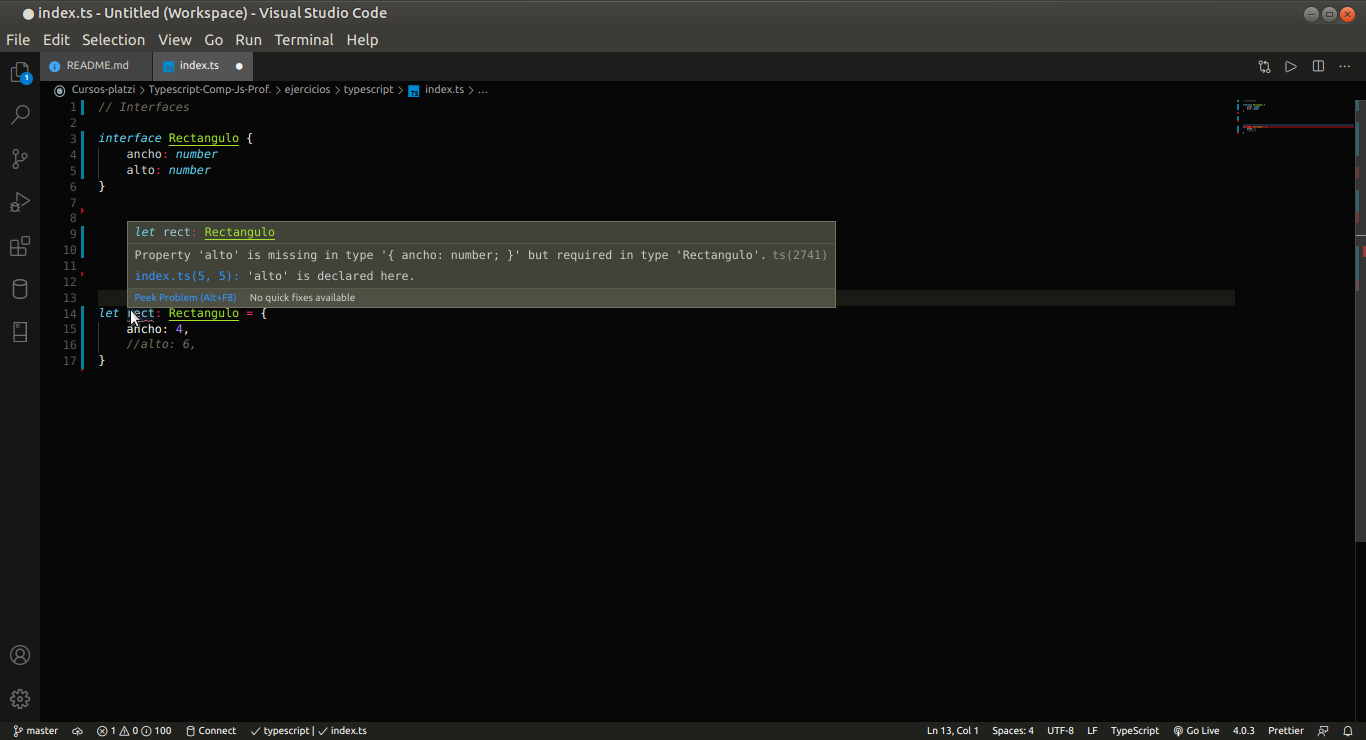 index.ts - Untitled (Workspace) - Visual Studio Code
File Edit Selection View Go Run Terminal Help
README.md index.ts
Cursos-platzi > Typescript-Comp-Js-Prof. > ejercicios > typescript > TS index.ts > ...
1 // Interfaces
2
3 interface Rectangulo {
4 ancho: number
5 alto: number
6 }
7
8
9 let rect: Rectangulo
10 Property 'alto' is missing in type '{ ancho: number; }' but required in type 'Rectangulo'. ts(2741)
11 index.ts(5, 5): 'alto' is declared here.
12
13 Peek Problem (Alt+F8) No quick fixes available
14 let rect: Rectangulo = {
15 ancho: 4,
16 //alto: 6,
17 }
1
master 1 0 100 Connect typescript | index.ts Ln 13, Col 1 Spaces: 4 UTF-8 LF TypeScript Go Live 4.0.3 Prettier